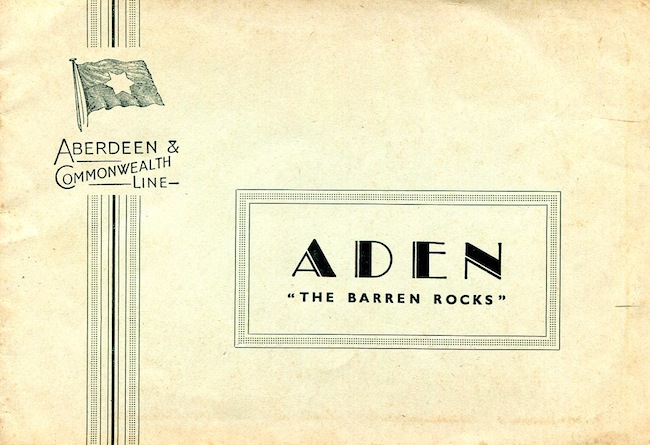 ABERDEEN &
COMMONWEALTH
LINE—
ADEN
"THE BARREN ROCKS"